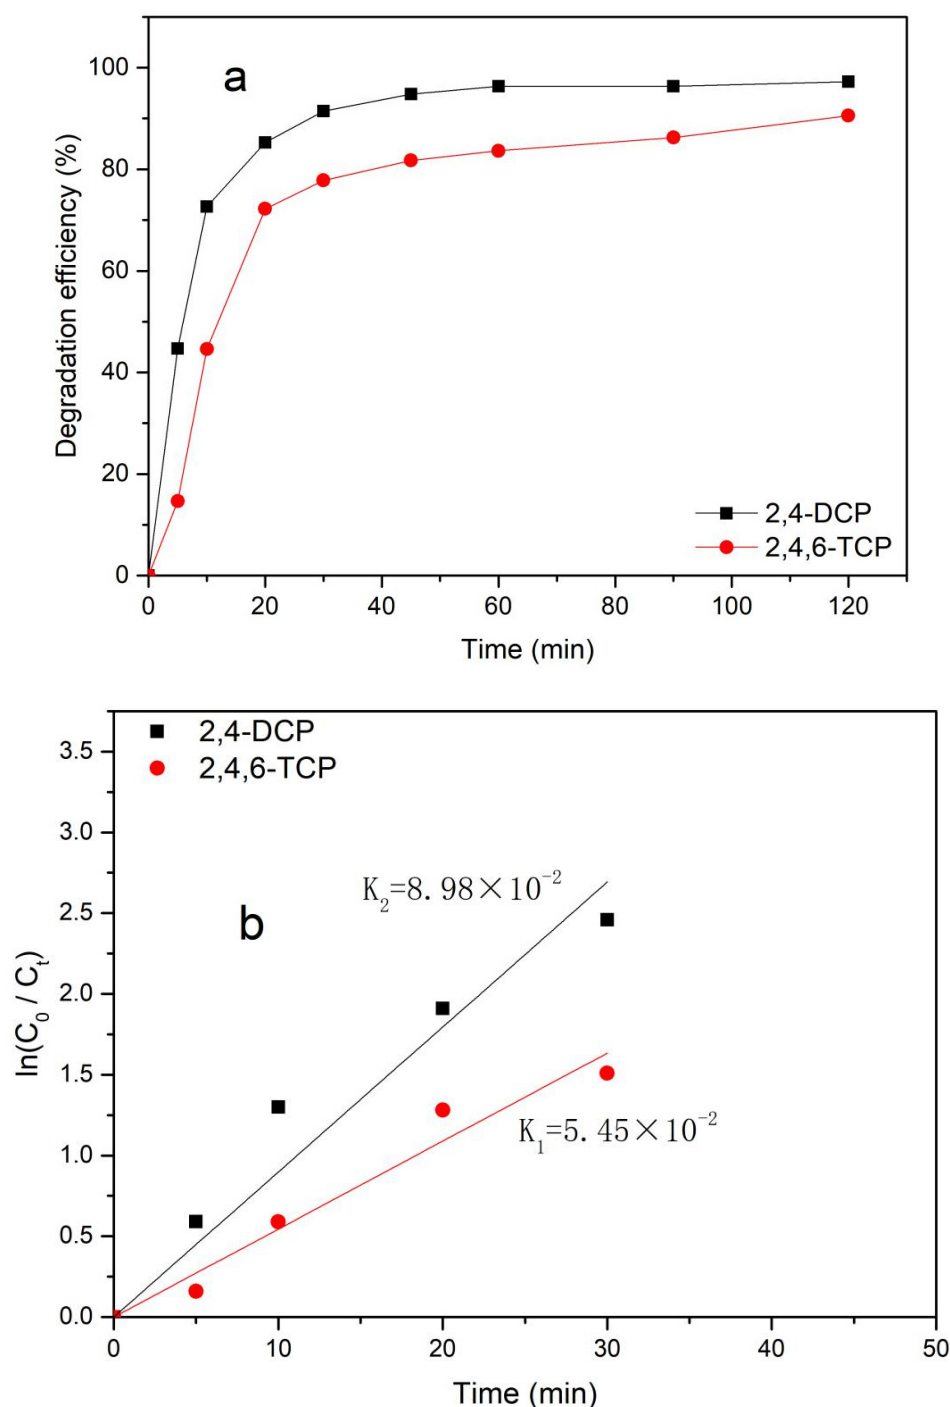 a
100
80
60
40
20
0
Degradation efficiency (%)
2,4-DCP
2,4,6-TCP
0 20 40 60 80 100 120
Time (min)
2,4-DCP
2,4,6-TCP
3.5
3.0
2.5
2.0
1.5
1.0
0.5
0.0
ln(C₀ / Cₜ)
K₂=8.98×10⁻²
b
K₁=5.45×10⁻²
0 10 20 30 40 50
Time (min)